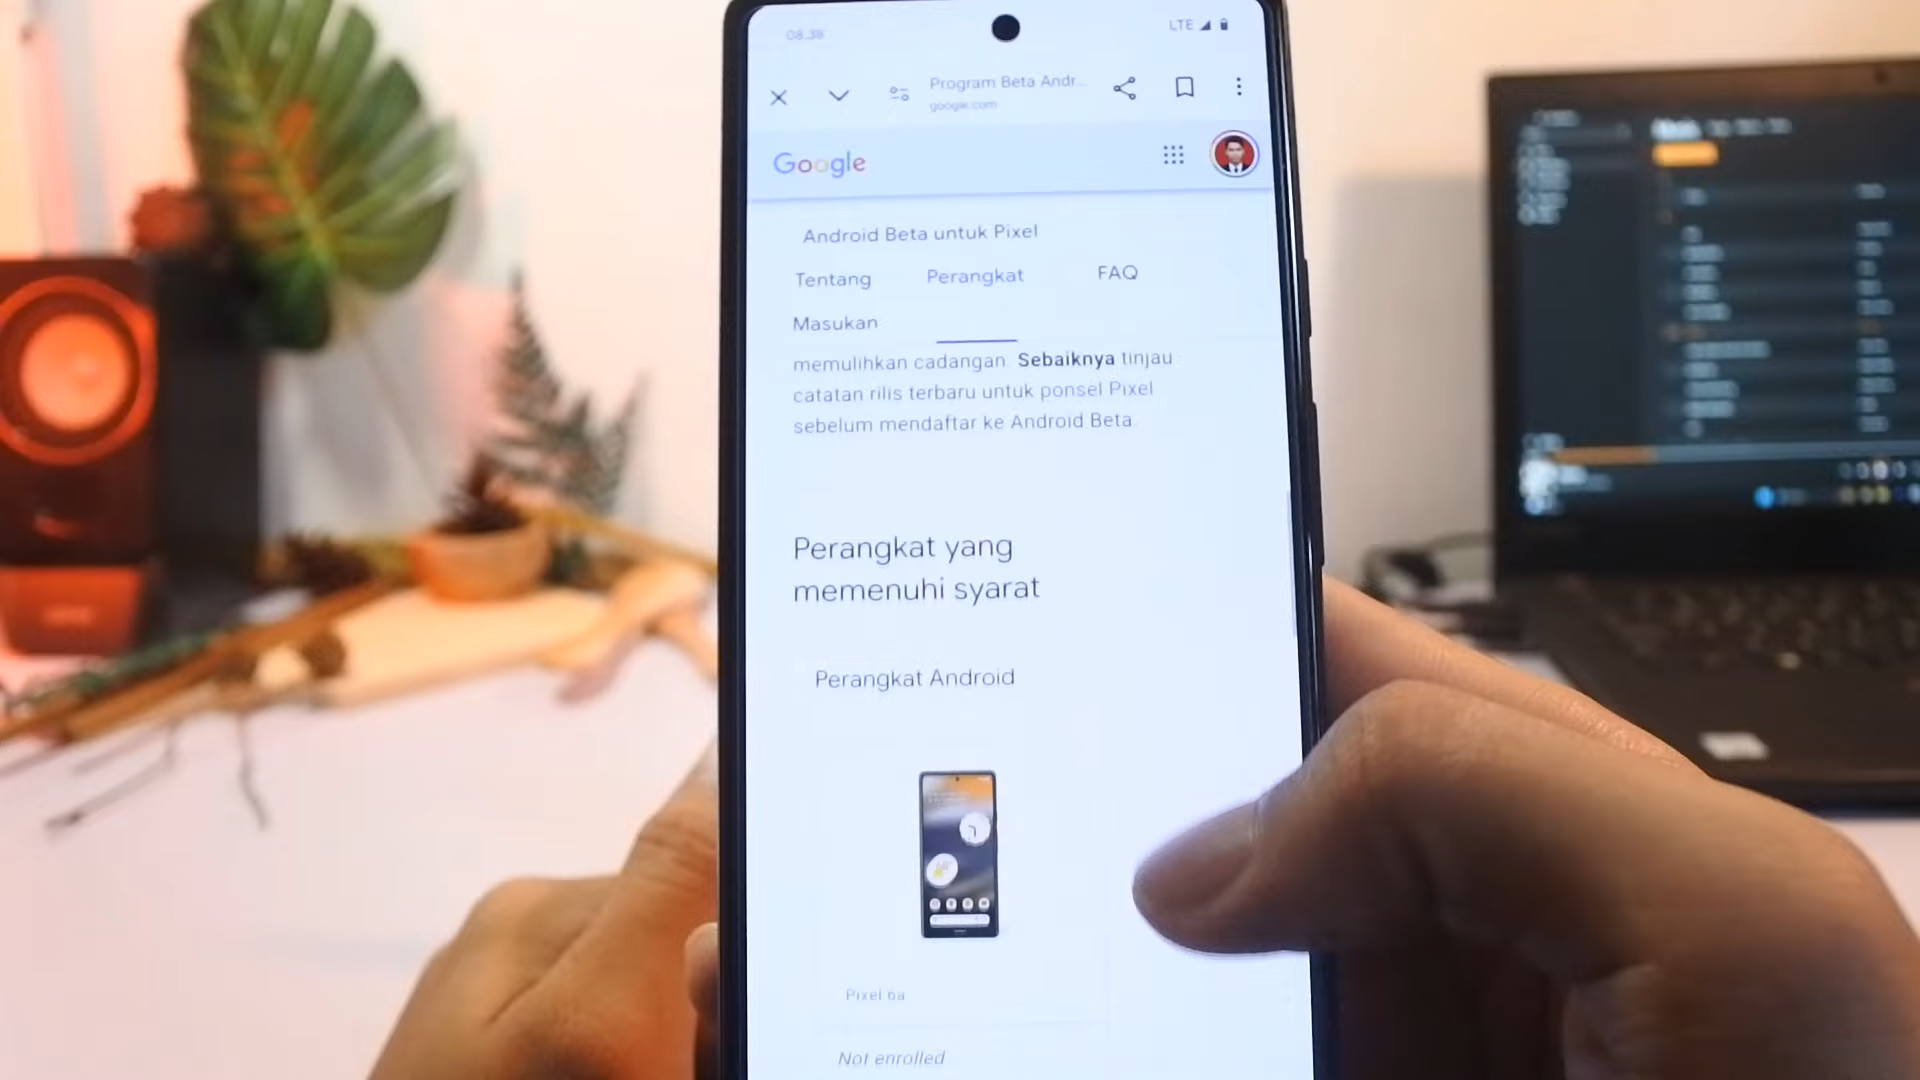 08.38
LTE
Program Beta Andr...
google.com
Google
Android Beta untuk Pixel
Tentang Perangkat FAQ
Masukan
memulihkan cadangan. Sebaiknya tinjau
catatan rilis terbaru untuk ponsel Pixel
sebelum mendaftar ke Android Beta.
Perangkat yang
memenuhi syarat
Perangkat Android
Pixel 6a
Not enrolled